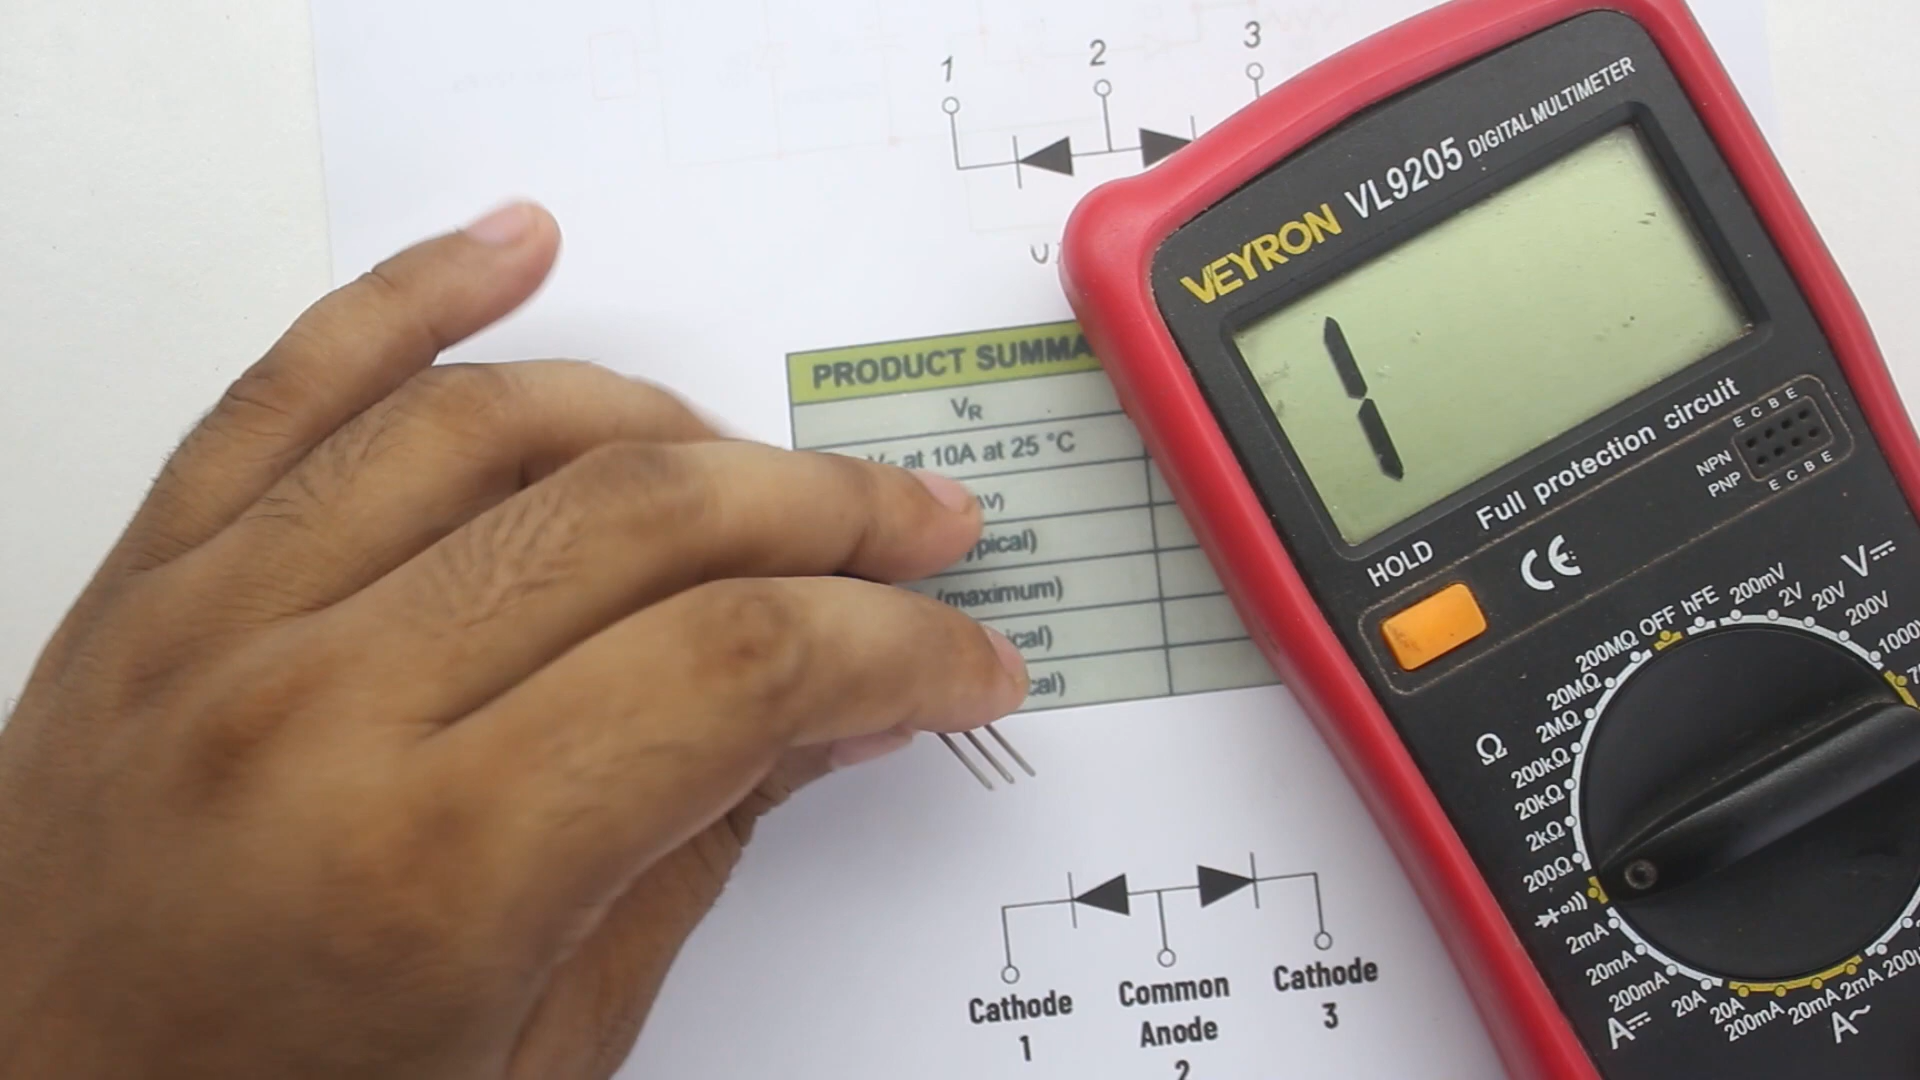 1 2 3
PRODUCT SUMMA
VR
at 10A at 25 °C
AV)
ypical)
(maximum)
ical)
cal)
Cathode
1
Common
Anode
2
Cathode
3
VEYRON VL9205 DIGITAL MULTIMETER
1
Full protection circuit
E C B E
NPN
PNP
E C B E
HOLD
CE
OFF hFE 200mV 2V 20V 200V 1000V
V
200MΩ
20MΩ
2MΩ
Ω
200kΩ
20kΩ
2kΩ
200Ω
2mA
20mA
200mA
20A
A
20A
200mA
20mA
2mA
200µ
A~